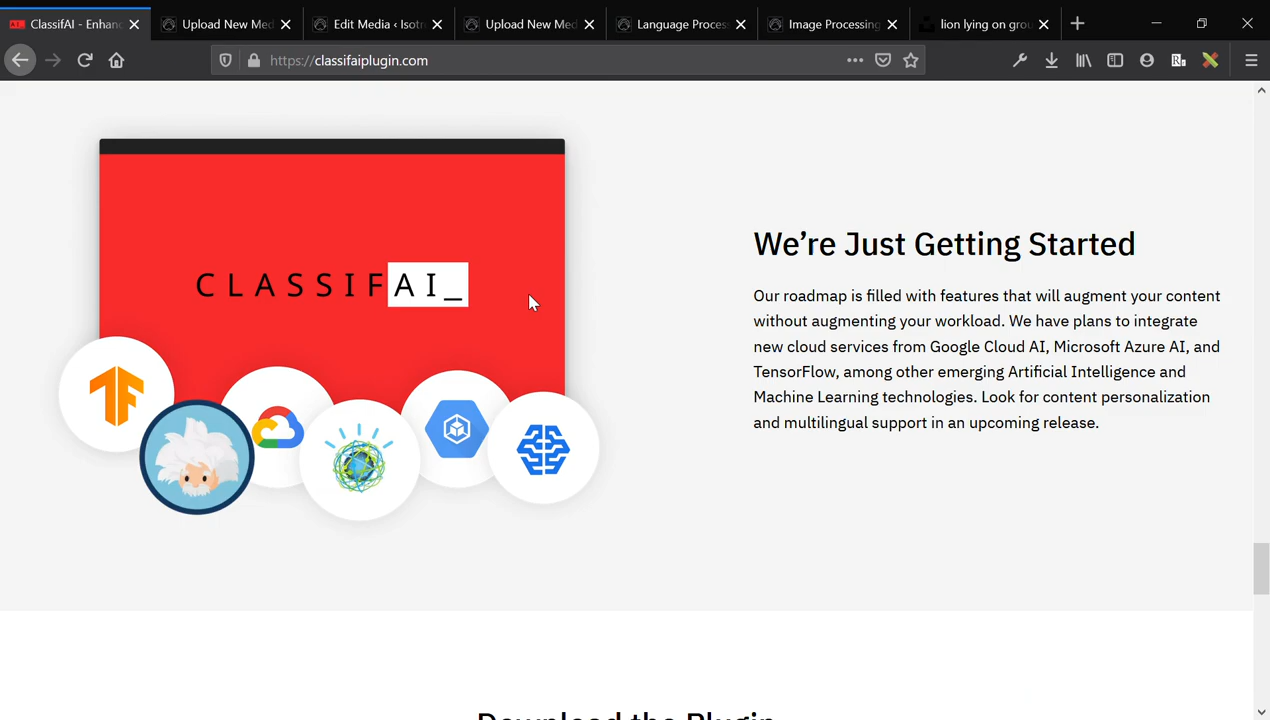 ClassifAI - Enhanc
Upload New Med
Edit Media ‹ Isotr
Upload New Med
Language Proces
Image Processing
lion lying on grou
https://classifaiplugin.com
CLASSIFAI_
We’re Just Getting Started
Our roadmap is filled with features that will augment your content
without augmenting your workload. We have plans to integrate
new cloud services from Google Cloud AI, Microsoft Azure AI, and
TensorFlow, among other emerging Artificial Intelligence and
Machine Learning technologies. Look for content personalization
and multilingual support in an upcoming release.
Download the Plugin